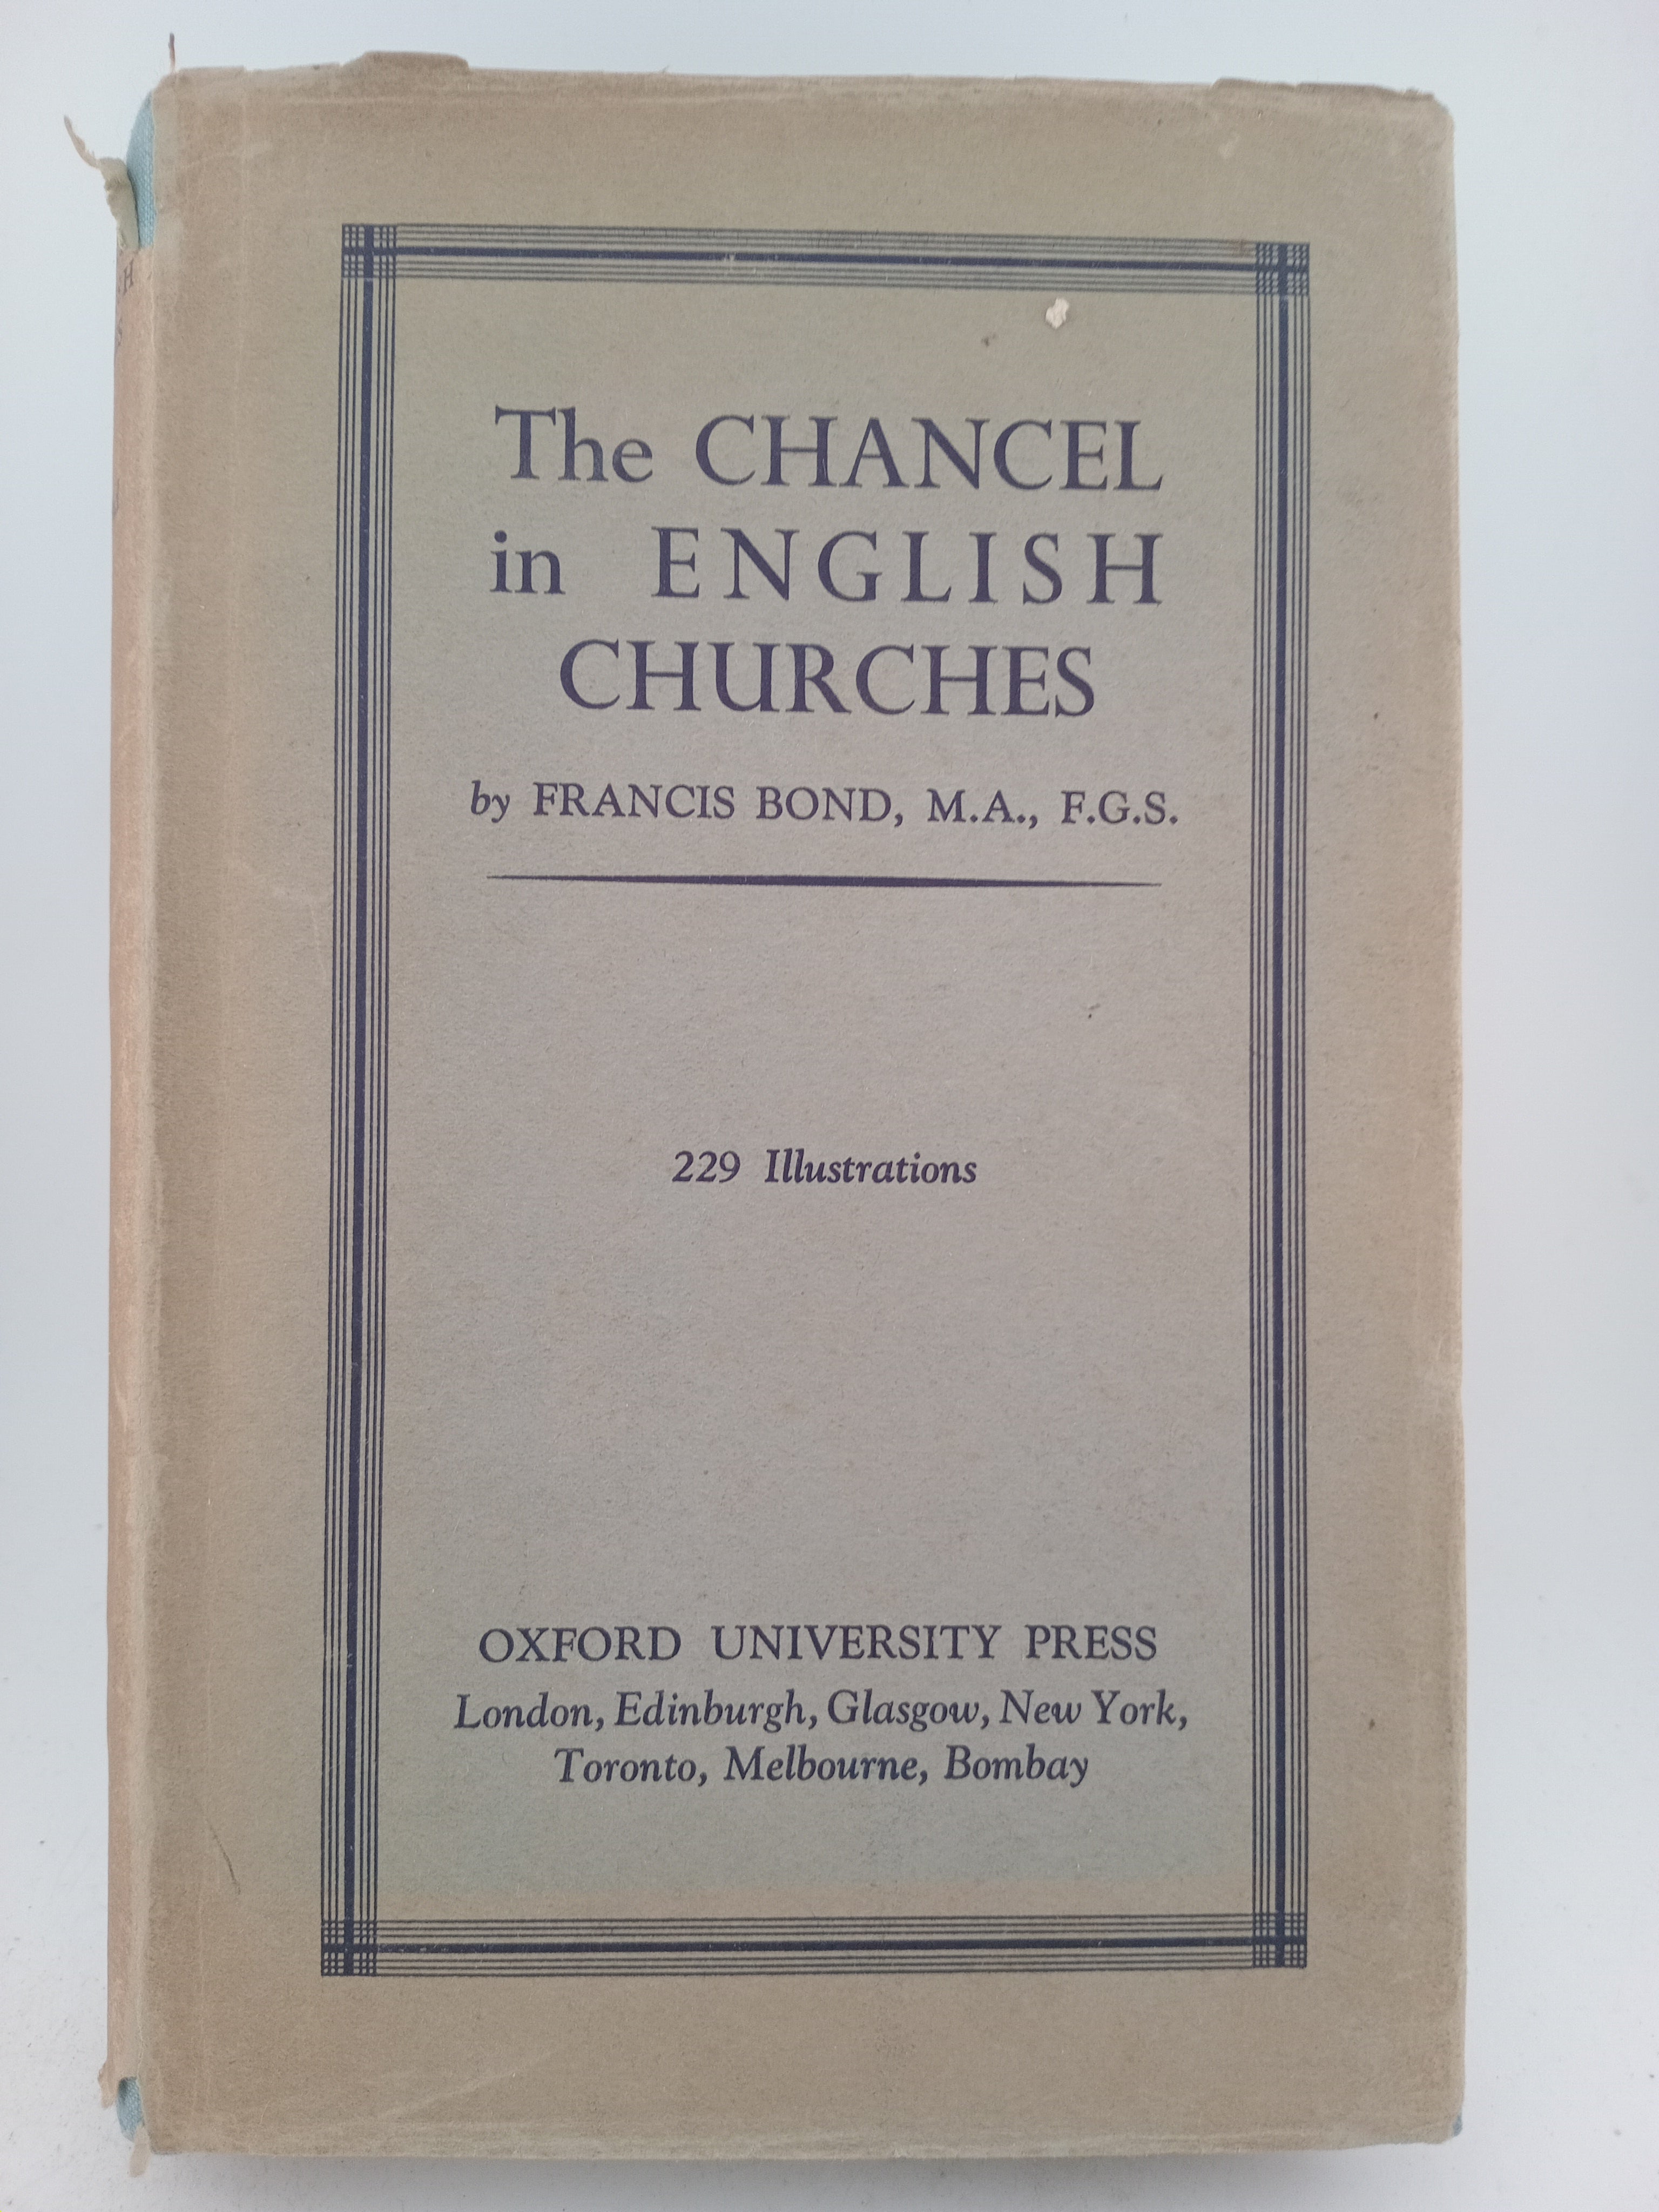 The CHANCEL
in ENGLISH
CHURCHES
by FRANCIS BOND, M.A., F.G.S.
229 Illustrations
OXFORD UNIVERSITY PRESS
London, Edinburgh, Glasgow, New York,
Toronto, Melbourne, Bombay